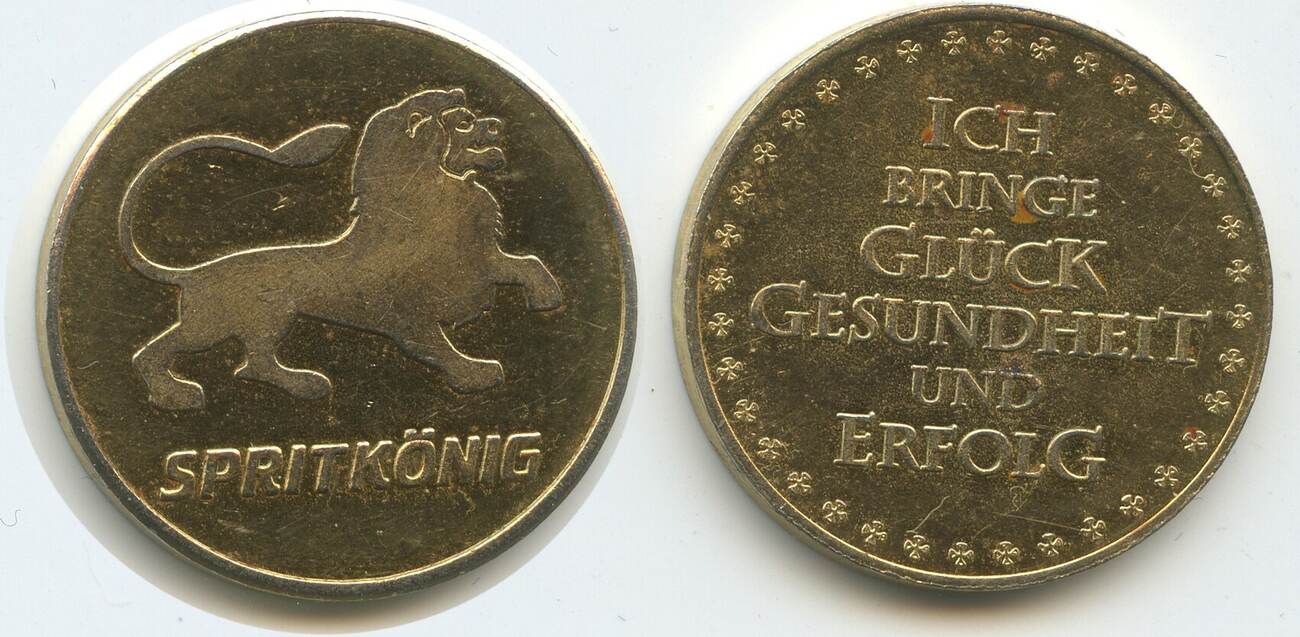 SPRITKÖNIG
ICH
BRINGE
GLÜCK
GESUNDHEIT
UND
ERFOLG